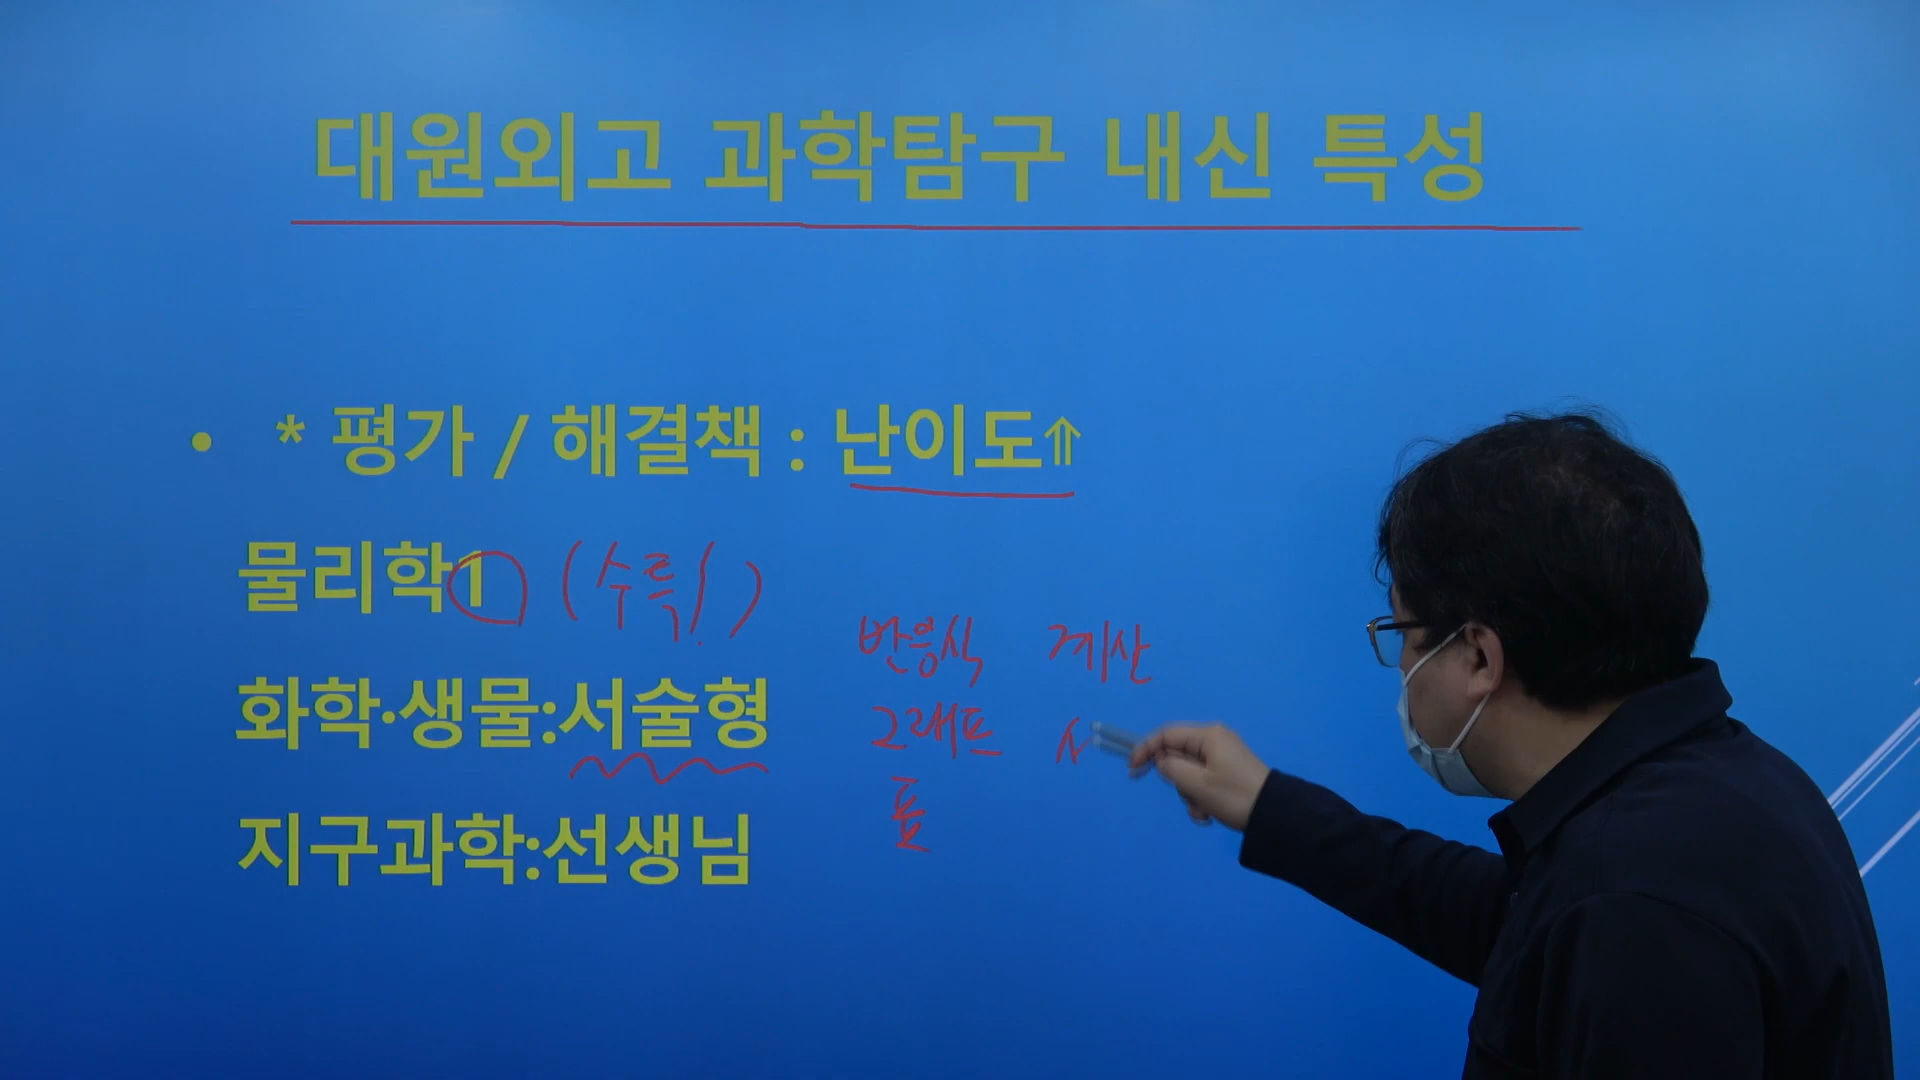 대원외고 과학탐구 내신 특성
• * 평가 / 해결책 : 난이도⇑
물리학1 (수특!)
반응식 계산
화학·생물:서술형
그래프
표
지구과학:선생님